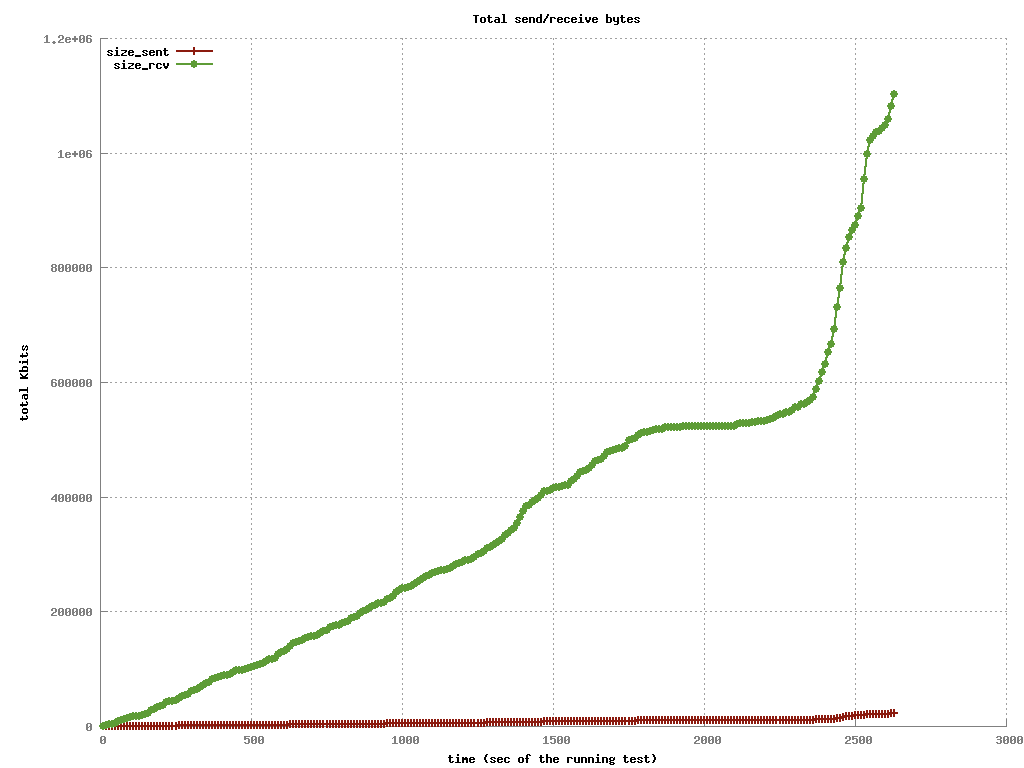 Total send/receive bytes
1.2e+06
size_sent
size_rcv
1e+06
800000
600000
total Kbits
400000
200000
0
0 500 1000 1500 2000 2500 3000
time (sec of the running test)